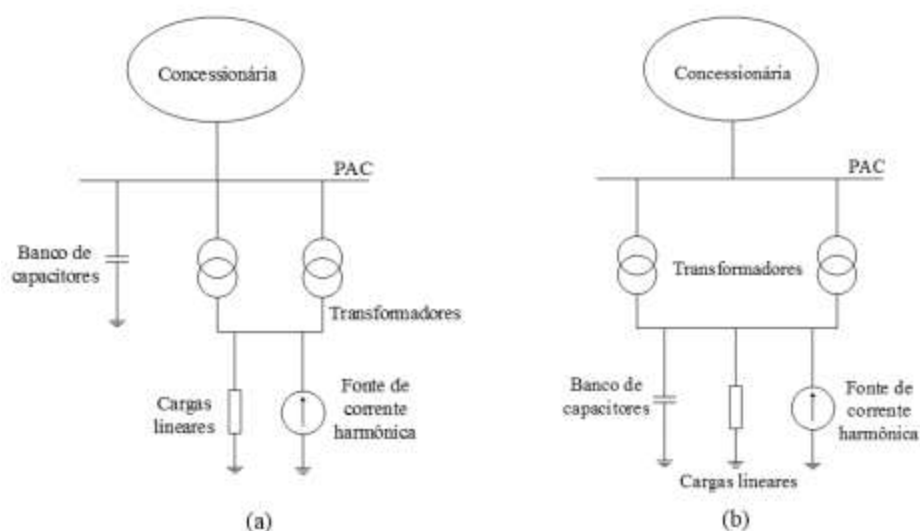 Concessionária
PAC
Banco de
capacitores
Transformadores
Cargas
lineares
Fonte de
corrente
harmônica
(a)
Concessionária
PAC
Transformadores
Banco de
capacitores
Fonte de
corrente
harmônica
Cargas lineares
(b)